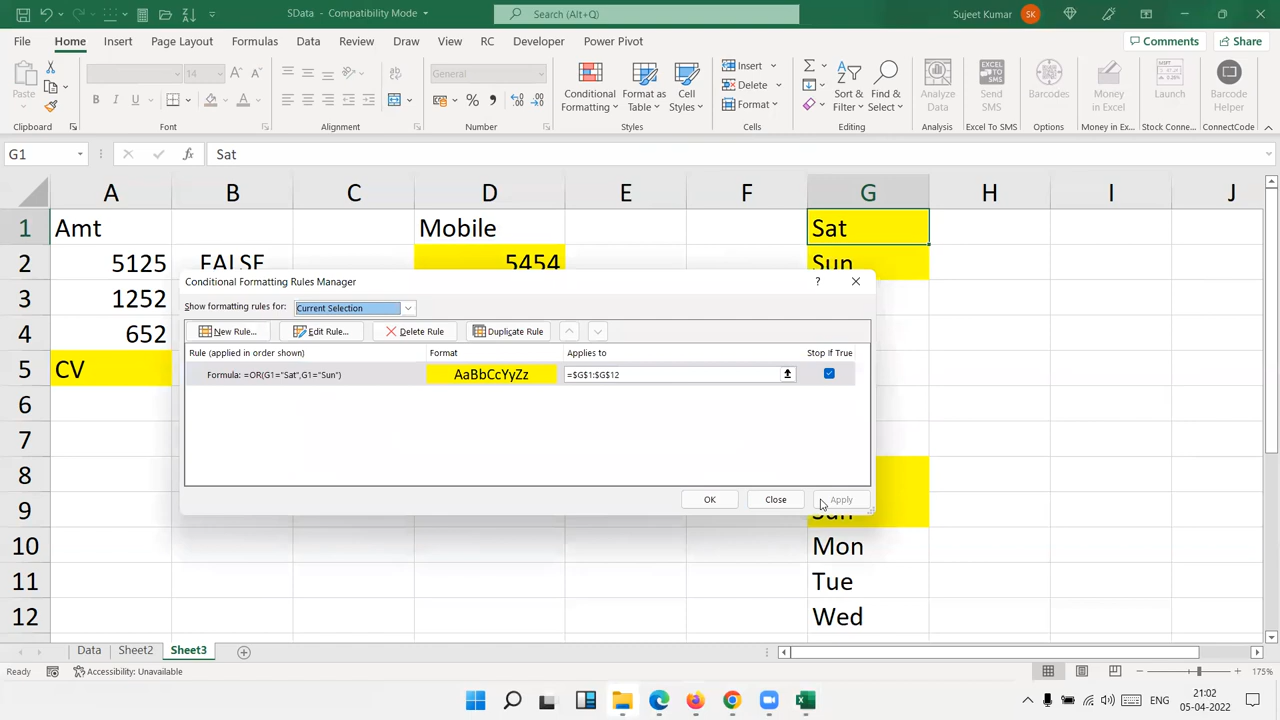 SData - Compatibility Mode
Search (Alt+Q)
Sujeet Kumar
SK
File
Home
Insert
Page Layout
Formulas
Data
Review
View
Draw
RC
Developer
Power Pivot
Comments
Share
Paste
14
General
Conditional Formatting
Format as Table
Cell Styles
Insert
Delete
Format
Sort & Filter
Find & Select
Analyze Data
Send SMS
Barcodes
Money in Excel
Launch
Barcode Helper
Clipboard
Font
Alignment
Number
Styles
Cells
Editing
Analysis
Excel To SMS
Options
Money in Ex...
Stock Conne...
ConnectCode
G1
fx
Sat
A B C D E F G H I J
1 Amt Mobile Sat
2 5125 FALSE 5454 Sun
3 1252
4 652
5 CV
6
7
8
9 Sun
10 Mon
11 Tue
12 Wed
Conditional Formatting Rules Manager
?
Show formatting rules for: Current Selection
New Rule... Edit Rule... Delete Rule Duplicate Rule
Rule (applied in order shown) Format Applies to Stop If True
Formula: =OR(G1="Sat",G1="Sun") AaBbCcYyZz =$G$1:$G$12
OK Close Apply
Data Sheet2 Sheet3
Ready
Accessibility: Unavailable
175%
ENG
21:02
05-04-2022